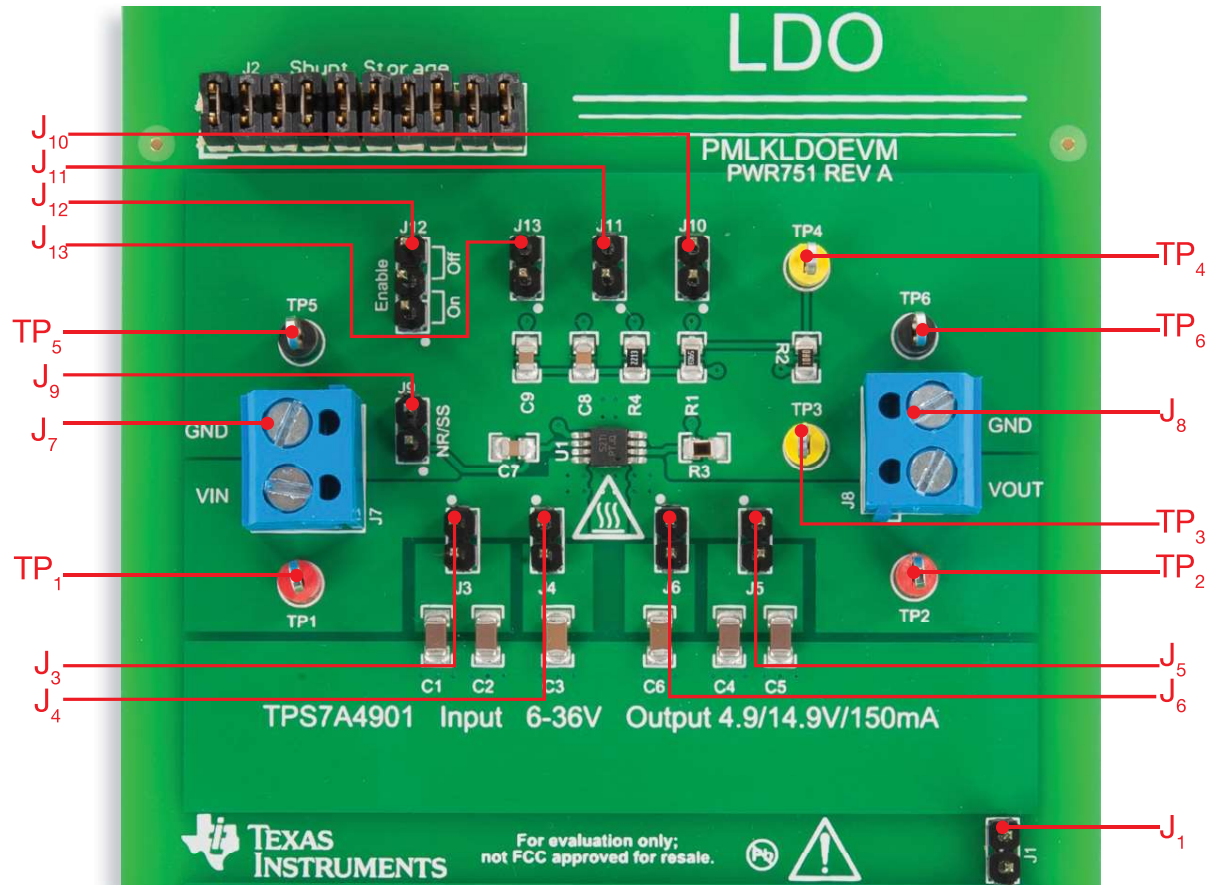 LDO
J2 Shunt Storage
PMLKLDOEVM
PWR751 REV A
J10
J11
J12
J13
TP5
J9
J7
TP1
J3
J4
TP4
TP6
J8
TP3
TP2
J5
J6
J1
J12
J13
J11
J10
TP4
Enable
Off
On
TP5
TP6
R2
C9
C8
R4
R1
2213
J9
NR/SS
TP3
GND
VIN
J7
C7
U1
PTJQ
R3
GND
VOUT
J8
J3
J4
J6
J5
TP1
TP2
C1
C2
C3
C6
C4
C5
TPS7A4901 Input 6-36V Output 4.9/14.9V/150mA
TEXAS
INSTRUMENTS
For evaluation only;
not FCC approved for resale.
Pb
J1